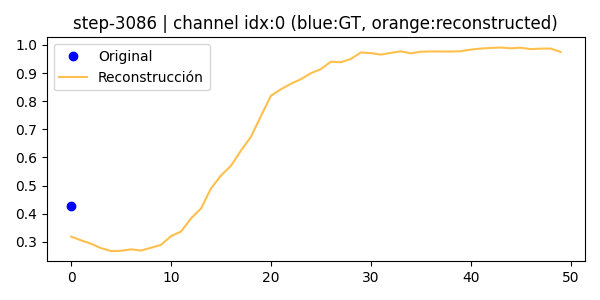 step-3086 | channel idx:0 (blue:GT, orange:reconstructed)
1.0
0.9
0.8
0.7
0.6
0.5
0.4
0.3
Original
Reconstrucción
0 10 20 30 40 50